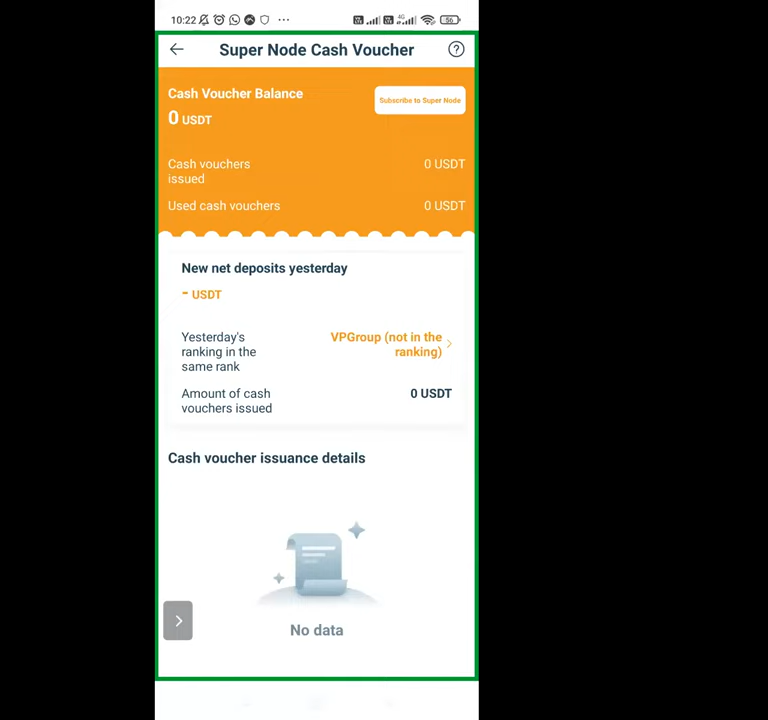 10:22
4G
56
Super Node Cash Voucher
Cash Voucher Balance
Subscribe to Super Node
0 USDT
Cash vouchers
issued
0 USDT
Used cash vouchers
0 USDT
New net deposits yesterday
- USDT
Yesterday's
ranking in the
same rank
VPGroup (not in the
ranking)
Amount of cash
vouchers issued
0 USDT
Cash voucher issuance details
No data